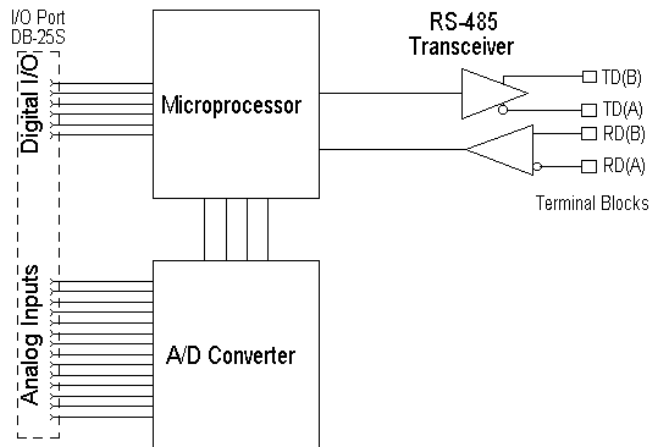 I/O Port
DB-25S
Digital I/O
Analog Inputs
Microprocessor
A/D Converter
RS-485
Transceiver
TD(B)
TD(A)
RD(B)
RD(A)
Terminal Blocks